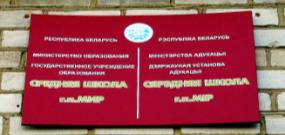 РЕСПУБЛИКА БЕЛАРУСЬ
МИНИСТЕРСТВО ОБРАЗОВАНИЯ
ГОСУДАРСТВЕННОЕ УЧРЕЖДЕНИЕ
ОБРАЗОВАНИЯ
СРЕДНЯЯ ШКОЛА
г.п.МИР
РЭСПУБЛІКА БЕЛАРУСЬ
МІНІСТЭРСТВА АДУКАЦЫІ
ДЗЯРЖАЎНАЯ УСТАНОВА
АДУКАЦЫІ
СЯРЭДНЯЯ ШКОЛА
г.п.МІР